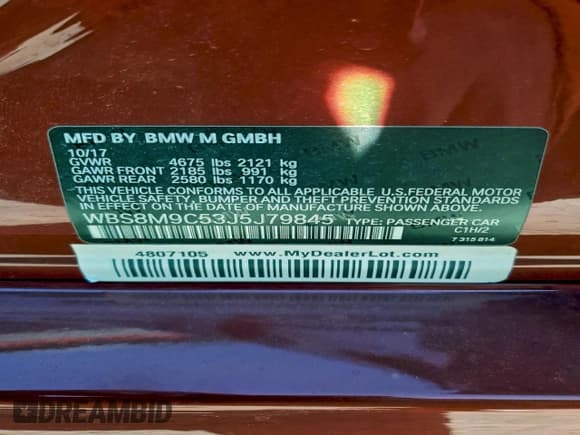 MFD BY BMW M GMBH
10/17
GVWR 4675 lbs 2121 kg
GAWR FRONT 2185 lbs 991 kg
GAWR REAR 2580 lbs 1170 kg
THIS VEHICLE CONFORMS TO ALL APPLICABLE U.S.FEDERAL MOTOR
VEHICLE SAFETY, BUMPER AND THEFT PREVENTION STANDARDS
IN EFFECT ON THE DATE OF MANUFACTURE SHOWN ABOVE
WBS8M9C53J5J79845 TYPE: PASSENGER CAR
C1H/2
7 315 814
4807105 www.MyDealerLot.com
DREAMBID